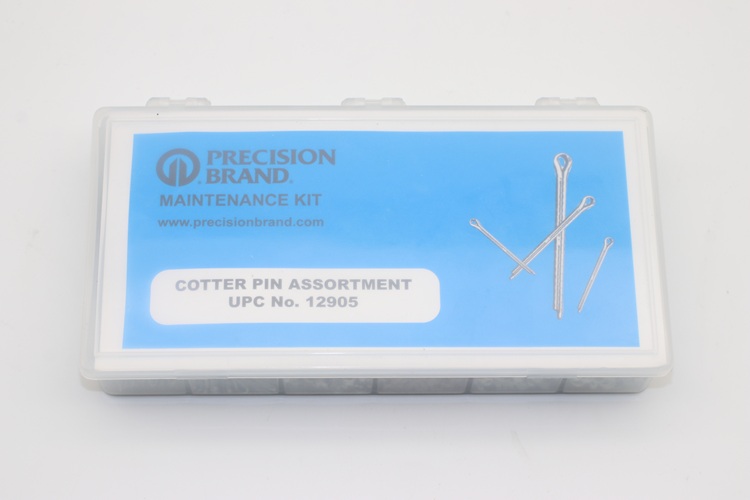 PRECISION
BRAND.
MAINTENANCE KIT
www.precisionbrand.com
COTTER PIN ASSORTMENT
UPC No. 12905